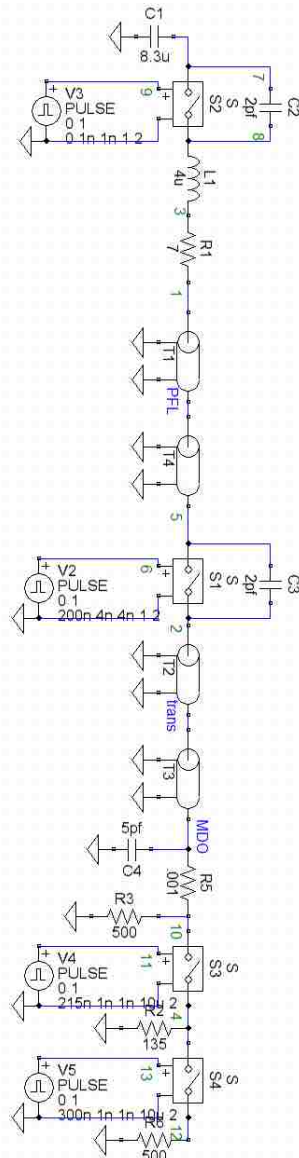 C1
8.3u
7
V3
PULSE
0 1
0 1n 1n 1.2
9
S2
S
2pf
C2
8
L1
4u
3
R1
7
1
T1
PFL
T4
5
V2
PULSE
0 1
200n 4n 4n 1.2
6
S1
S
2pf
C3
2
T2
trans
T3
MDO
5pf
C4
R5
.001
R3
500
10
V4
PULSE
0 1
215n 1n 1n 10u 2
11
S3
S
4
R2
135
V5
PULSE
0 1
300n 1n 1n 10u 2
13
S4
S
R6
500
12